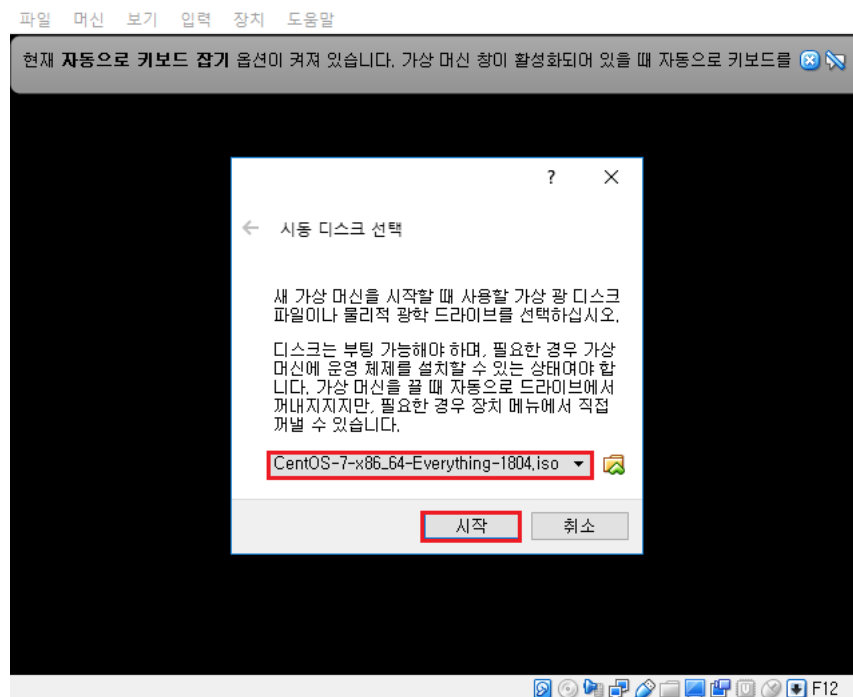 파일 머신 보기 입력 장치 도움말
현재 자동으로 키보드 잡기 옵션이 켜져 있습니다. 가상 머신 창이 활성화되어 있을 때 자동으로 키보드를
?
시동 디스크 선택
새 가상 머신을 시작할 때 사용할 가상 광 디스크
파일이나 물리적 광학 드라이브를 선택하십시오.
디스크는 부팅 가능해야 하며, 필요한 경우 가상
머신에 운영 체제를 설치할 수 있는 상태여야 합
니다. 가상 머신을 끌 때 자동으로 드라이브에서
꺼내지지지만, 필요한 경우 장치 메뉴에서 직접
꺼낼 수 있습니다.
CentOS-7-x86_64-Everything-1804.iso
시작 취소
F12